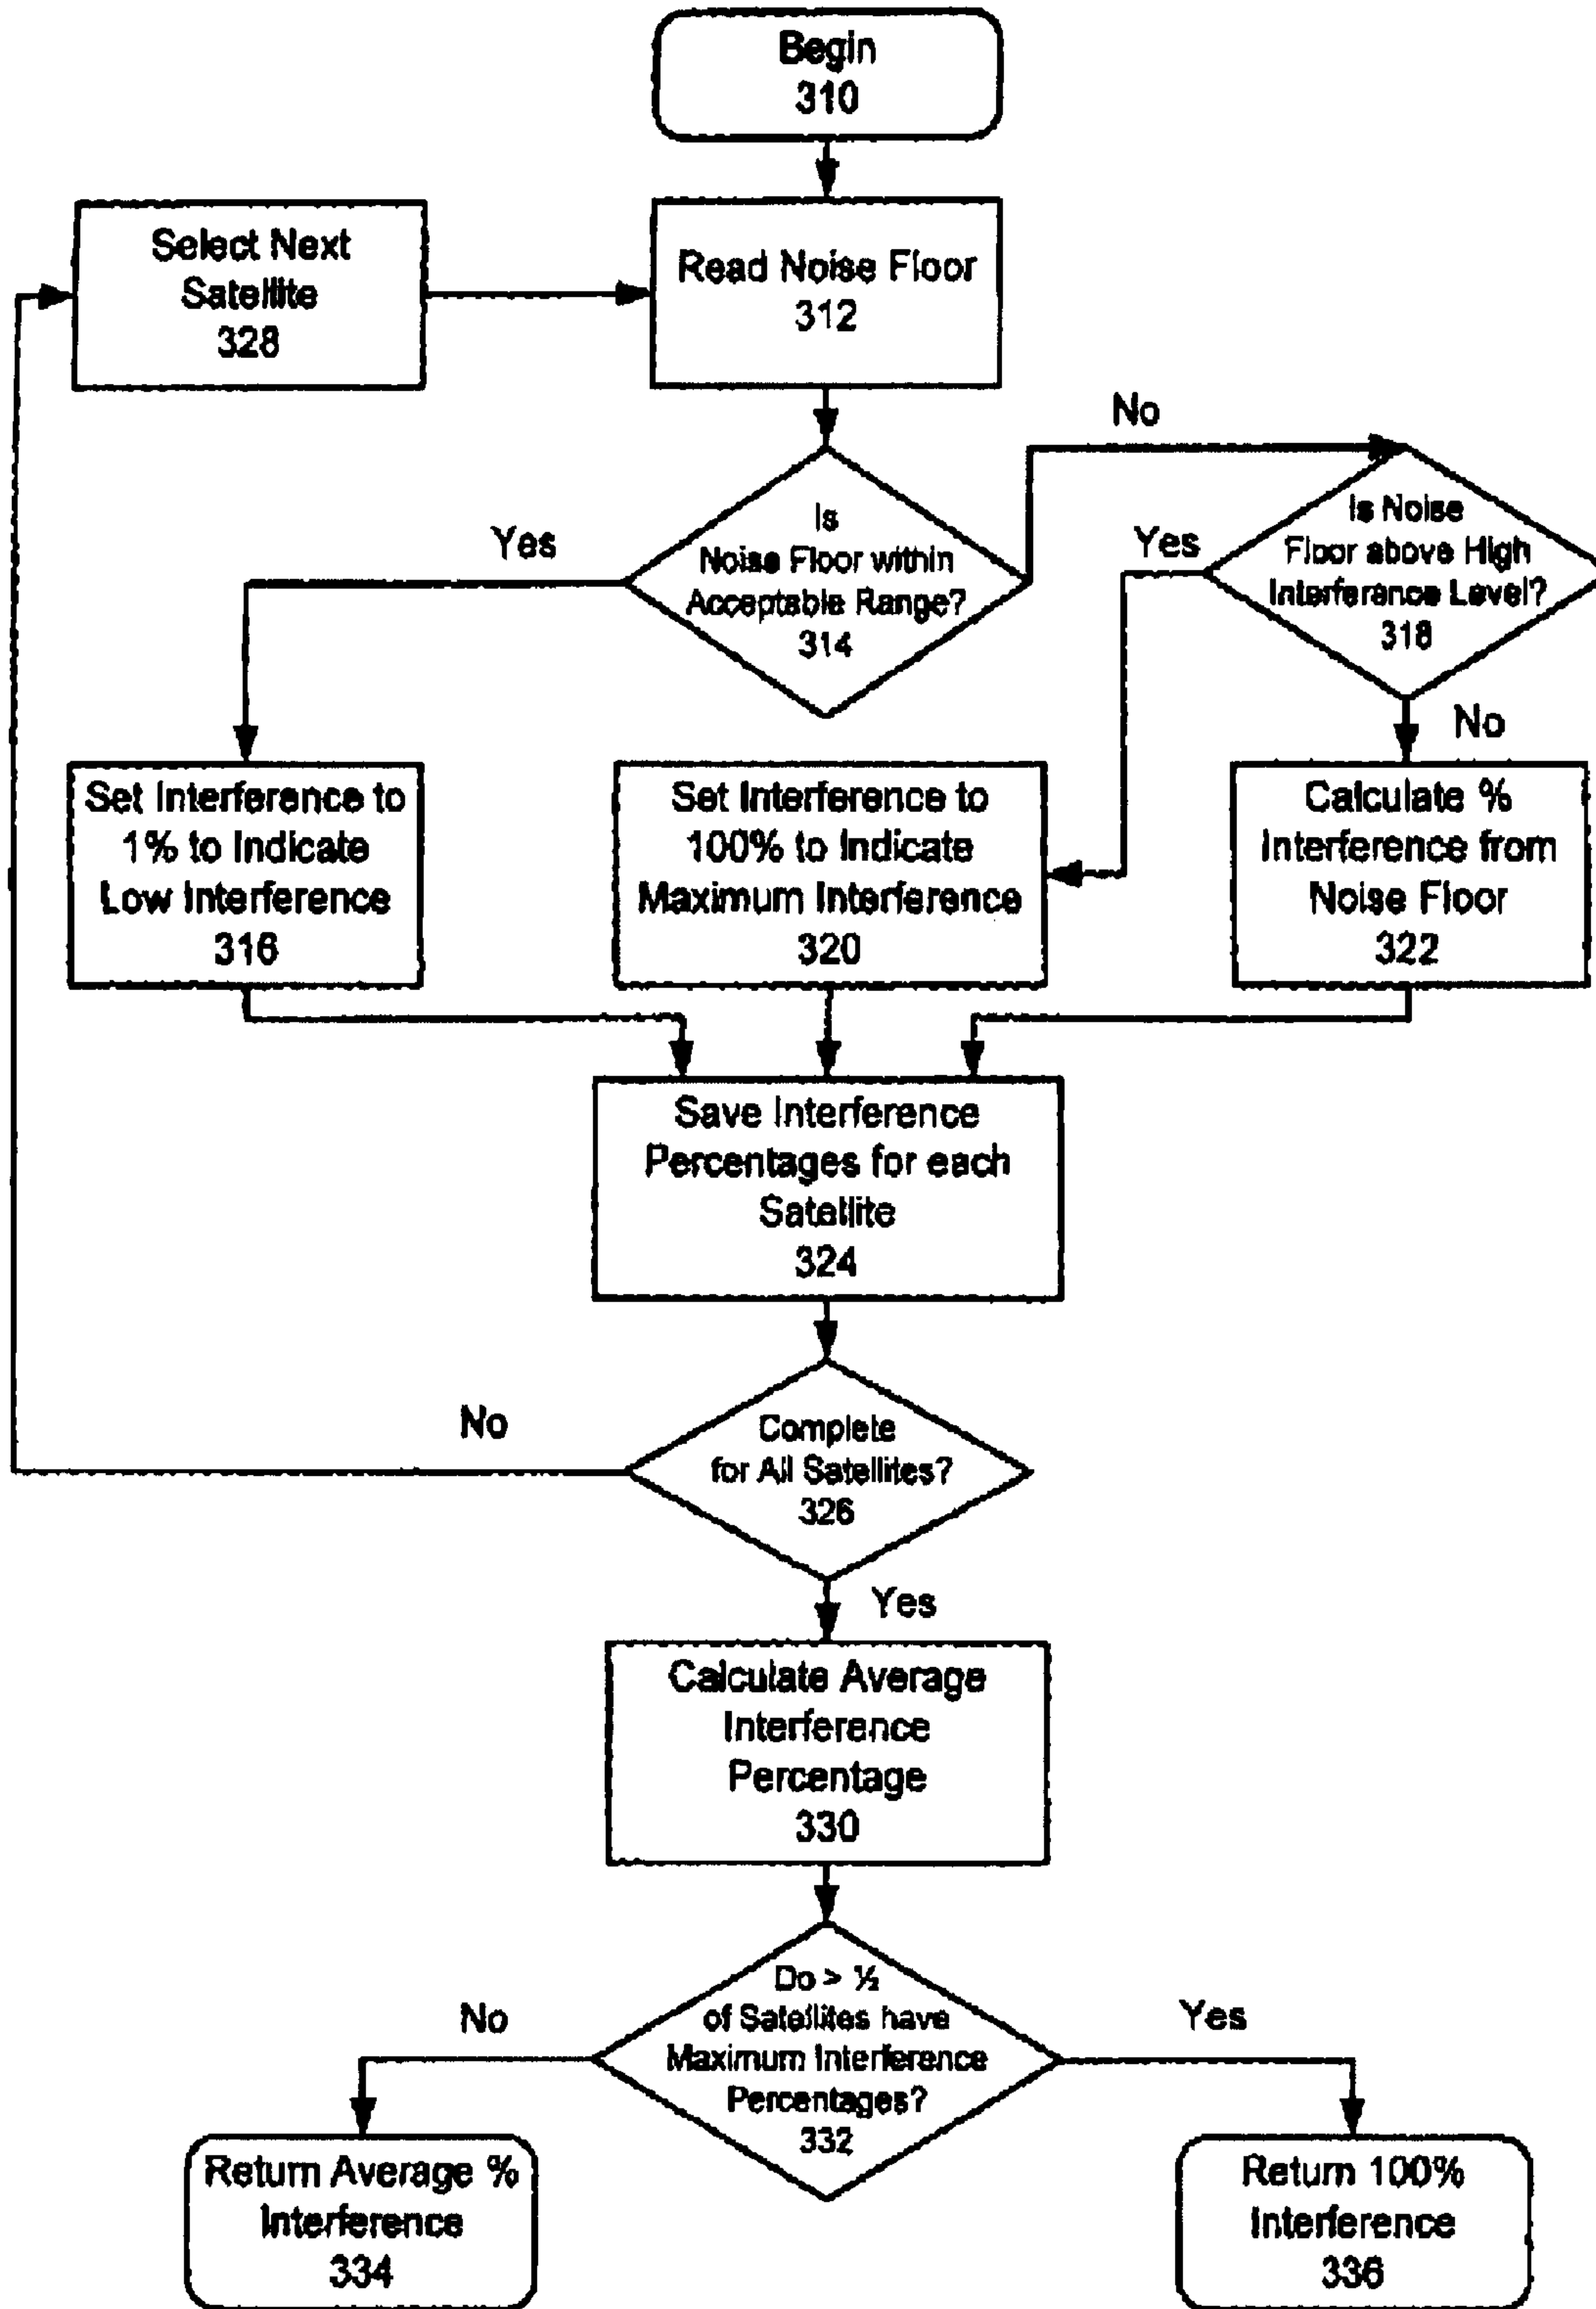 Begin
310
Select Next
Satellite
328
Read Noise Floor
312
No
Is
Noise Floor within
Acceptable Range?
314
Yes
Is Noise
Floor above High
Interferance Level?
318
Yes
No
Set Interference to
1% to Indicate
Low Interference
316
Set Interference to
100% to Indicate
Maximum Interference
320
Calculate %
Interference from
Noise Floor
322
Save Interference
Percentages for each
Satellite
324
Complete
for All Satellites?
326
No
Yes
Calculate Average
Interference
Percentage
330
Do > ½
of Satellites have
Maximum Interference
Percentages?
332
No
Yes
Return Average %
Interference
334
Return 100%
Interference
336